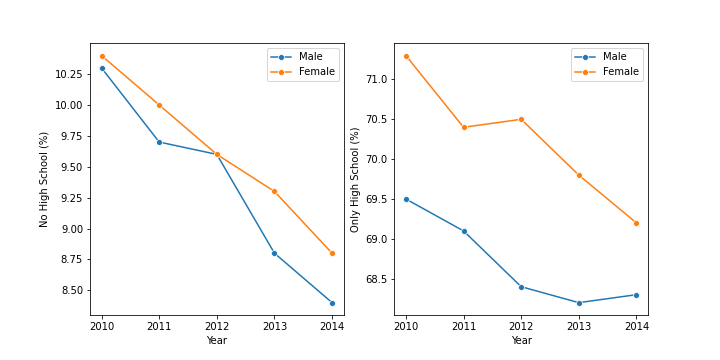 No High School (%)
10.25
10.00
9.75
9.50
9.25
9.00
8.75
8.50
2010 2011 2012 2013 2014
Year
Male
Female
Only High School (%)
71.0
70.5
70.0
69.5
69.0
68.5
2010 2011 2012 2013 2014
Year
Male
Female